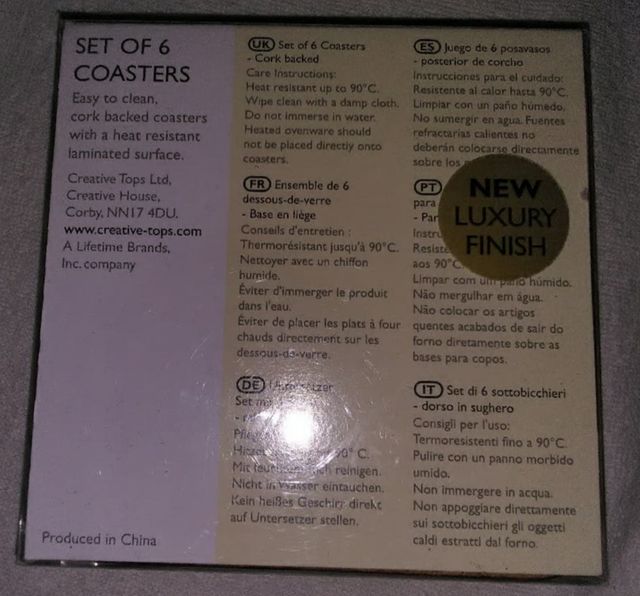 SET OF 6
COASTERS
Easy to clean,
cork backed coasters
with a heat resistant
laminated surface.
Creative Tops Ltd,
Creative House,
Corby, NN17 4DU.
www.creative-tops.com
A Lifetime Brands,
Inc. company
Produced in China
UK Set of 6 Coasters
- Cork backed
Care Instructions:
Heat resistant up to 90°C.
Wipe clean with a damp cloth.
Do not immerse in water.
Heated ovenware should
not be placed directly onto
coasters.
FR Ensemble de 6
dessous-de-verre
- Base en liège
Conseils d'entretien :
Thermorésistant jusqu'à 90°C.
Nettoyer avec un chiffon
humide.
Éviter d'immerger le produit
dans l'eau.
Éviter de placer les plats à four
chauds directement sur les
dessous-de-verre.
DE Untersetzer
Set
90° C.
Mit reinigen.
Nicht in Wasser eintauchen.
Kein heißes Geschirr direkt
auf Untersetzer stellen.
ES Juego de 6 posavasos
- posterior de corcho
Instrucciones para el cuidado:
Resistente al calor hasta 90°C.
Limpiar con un paño húmedo.
No sumergir en agua. Fuentes
refractarias calientes no
deberán colocarse directamente
sobre los
PT
para
NEW
LUXURY
FINISH
aos 90°C.
Limpar com um pano húmido.
Não mergulhar em água.
Não colocar os artigos
quentes acabados de sair do
forno diretamente sobre as
bases para copos.
IT Set di 6 sottobicchieri
- dorso in sughero
Consigli per l'uso:
Termoresistenti fino a 90°C.
Pulire con un panno morbido
umido.
Non immergere in acqua.
Non appoggiare direttamente
sui sottobicchieri gli oggetti
caldi estratti dal forno.